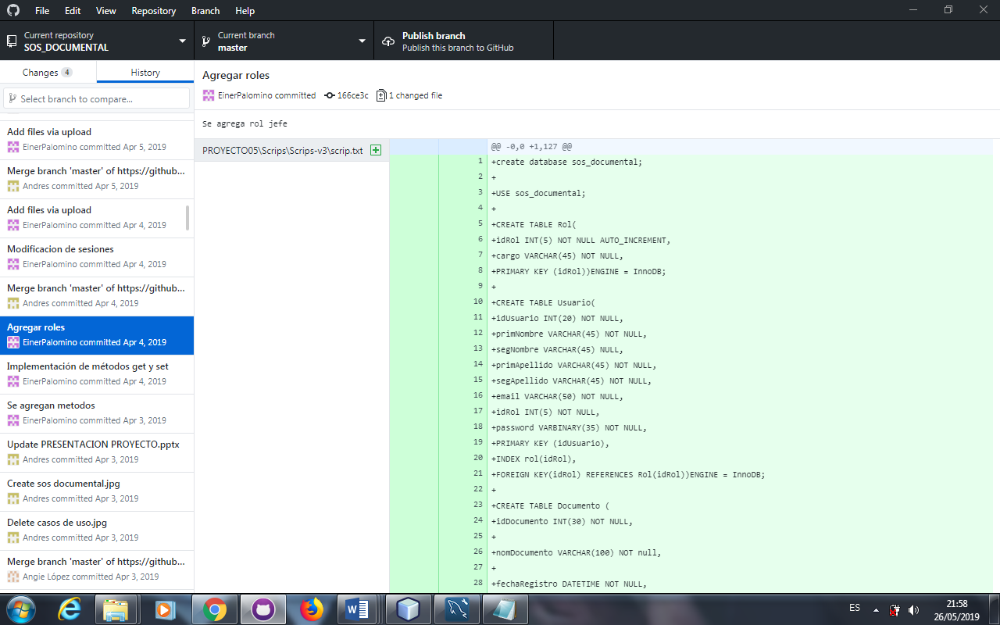 File Edit View Repository Branch Help
Current repository
SOS_DOCUMENTAL
Current branch
master
Publish branch
Publish this branch to GitHub
Changes 4
History
Select branch to compare...
Add files via upload
EinerPalomino committed Apr 5, 2019
Merge branch 'master' of https://github...
Andres committed Apr 5, 2019
Add files via upload
EinerPalomino committed Apr 4, 2019
Modificacion de sesiones
EinerPalomino committed Apr 4, 2019
Merge branch 'master' of https://github...
Andres committed Apr 4, 2019
Agregar roles
EinerPalomino committed Apr 4, 2019
Implementación de métodos get y set
EinerPalomino committed Apr 4, 2019
Se agregan metodos
EinerPalomino committed Apr 3, 2019
Update PRESENTACION PROYECTO.pptx
Andres committed Apr 3, 2019
Create sos documental.jpg
Andres committed Apr 3, 2019
Delete casos de uso.jpg
Andres committed Apr 3, 2019
Merge branch 'master' of https://github...
Angie López committed Apr 3, 2019
Agregar roles
EinerPalomino committed 166ce3c 1 changed file
Se agrega rol jefe
PROYECTO05\Scrips\Scrips-v3\scrip.txt
@@ -0,0 +1,127 @@
1 +create database sos_documental;
2 +
3 +USE sos_documental;
4 +
5 +CREATE TABLE Rol(
6 +idRol INT(5) NOT NULL AUTO_INCREMENT,
7 +cargo VARCHAR(45) NOT NULL,
8 +PRIMARY KEY (idRol))ENGINE = InnoDB;
9 +
10 +CREATE TABLE Usuario(
11 +idUsuario INT(20) NOT NULL,
12 +primNombre VARCHAR(45) NOT NULL,
13 +segNombre VARCHAR(45) NULL,
14 +primApellido VARCHAR(45) NOT NULL,
15 +segApellido VARCHAR(45) NOT NULL,
16 +email VARCHAR(50) NOT NULL,
17 +idRol INT(5) NOT NULL,
18 +password VARBINARY(35) NOT NULL,
19 +PRIMARY KEY (idUsuario),
20 +INDEX rol(idRol),
21 +FOREIGN KEY(idRol) REFERENCES Rol(idRol))ENGINE = InnoDB;
22 +
23 +CREATE TABLE Documento (
24 +idDocumento INT(30) NOT NULL,
25 +
26 +nomDocumento VARCHAR(100) NOT null,
27 +
28 +fechaRegistro DATETIME NOT NULL,
ES
21:58
26/05/2019